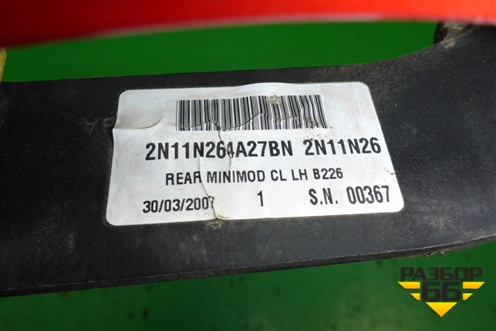 2N11N264A27BN 2N11N26
REAR MINIMOD CL LH B226
30/03/2007 1 S.N. 00367
РАЗБОР
66